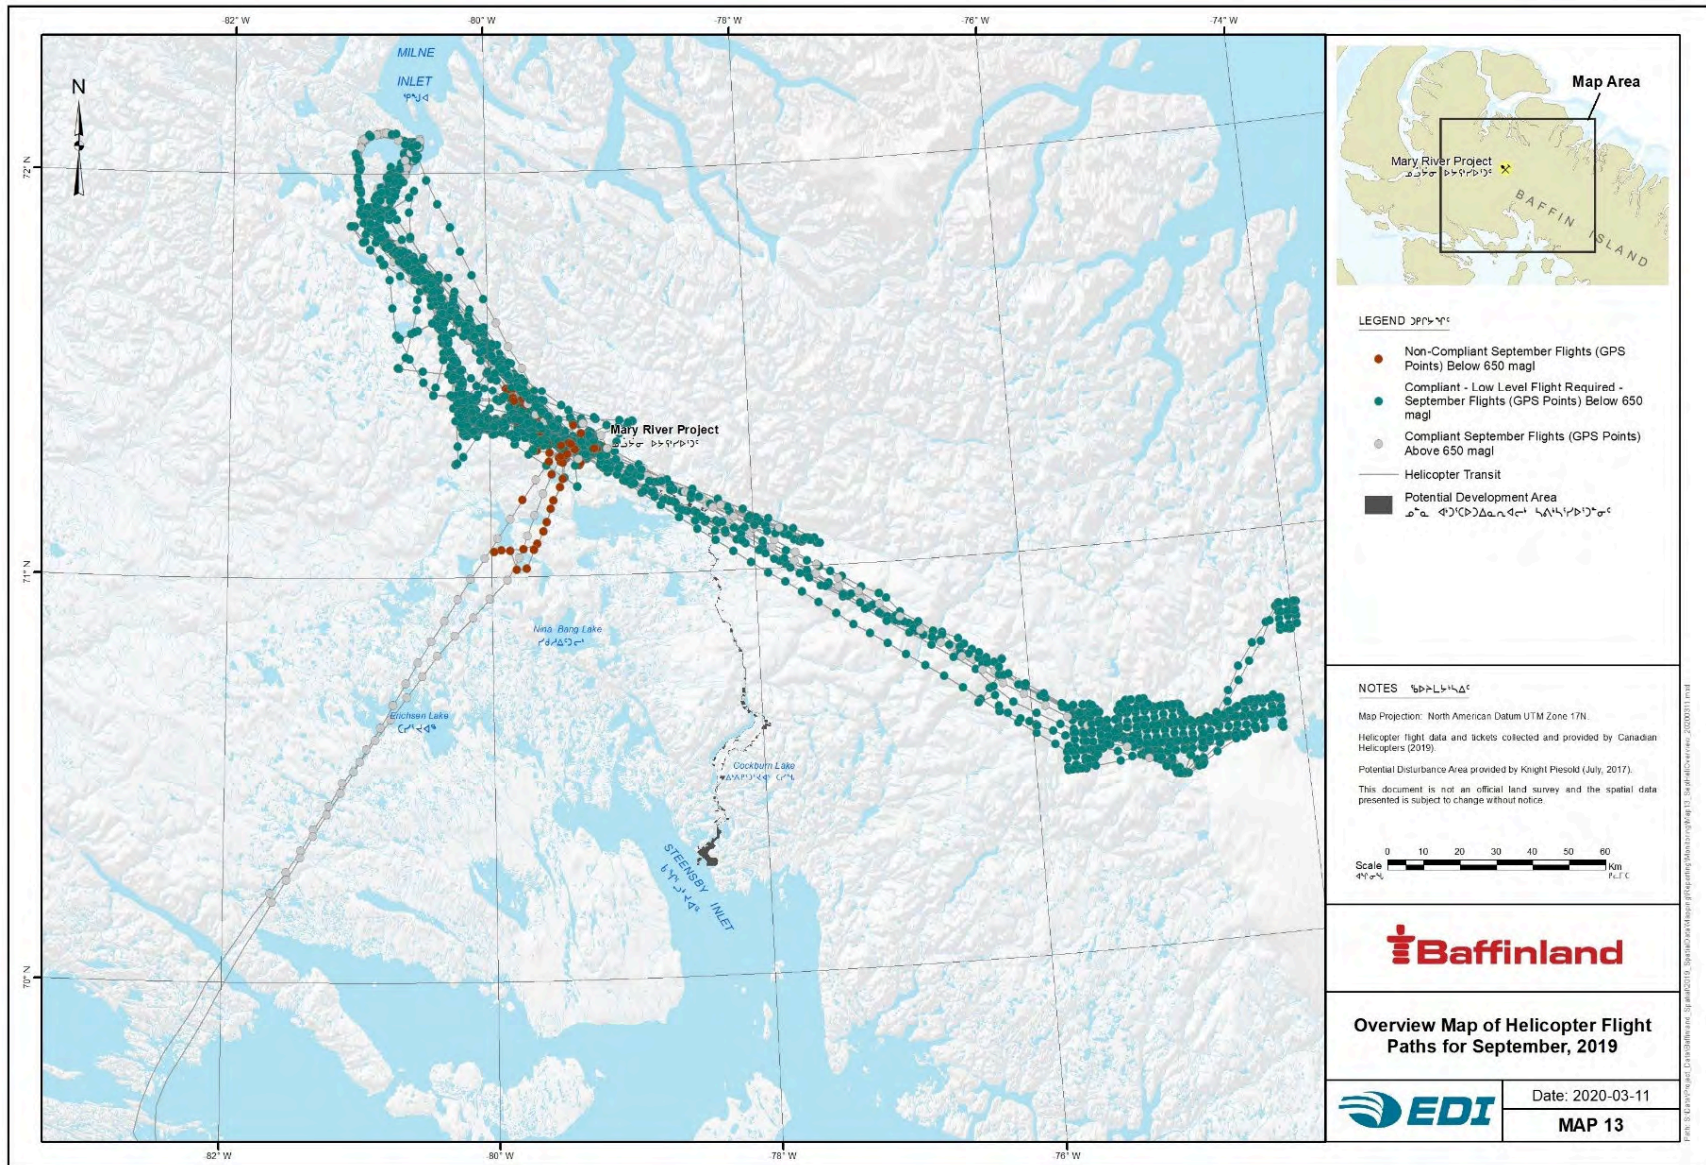 -82° W
-80° W
-78° W
-76° W
-74° W
N
MILNE
INLET
72° N
71° N
70° N
Mary River Project
Nina Bang Lake
Erichsen Lake
Cockburn Lake
STEENSBY INLET
-82° W
-80° W
-78° W
-76° W
Map Area
Mary River Project
BAFFIN ISLAND
LEGEND
Non-Compliant September Flights (GPS
Points) Below 650 magl
Compliant - Low Level Flight Required -
September Flights (GPS Points) Below 650
magl
Compliant September Flights (GPS Points)
Above 650 magl
Helicopter Transit
Potential Development Area
NOTES
Map Projection: North American Datum UTM Zone 17N.
Helicopter flight data and tickets collected and provided by Canadian
Helicopters (2019).
Potential Disturbance Area provided by Knight Piesold (July, 2017).
This document is not an official land survey and the spatial data
presented is subject to change without notice.
0 10 20 30 40 50 60
Scale
Km
Baffinland
Overview Map of Helicopter Flight
Paths for September, 2019
EDI
Date: 2020-03-11
MAP 13